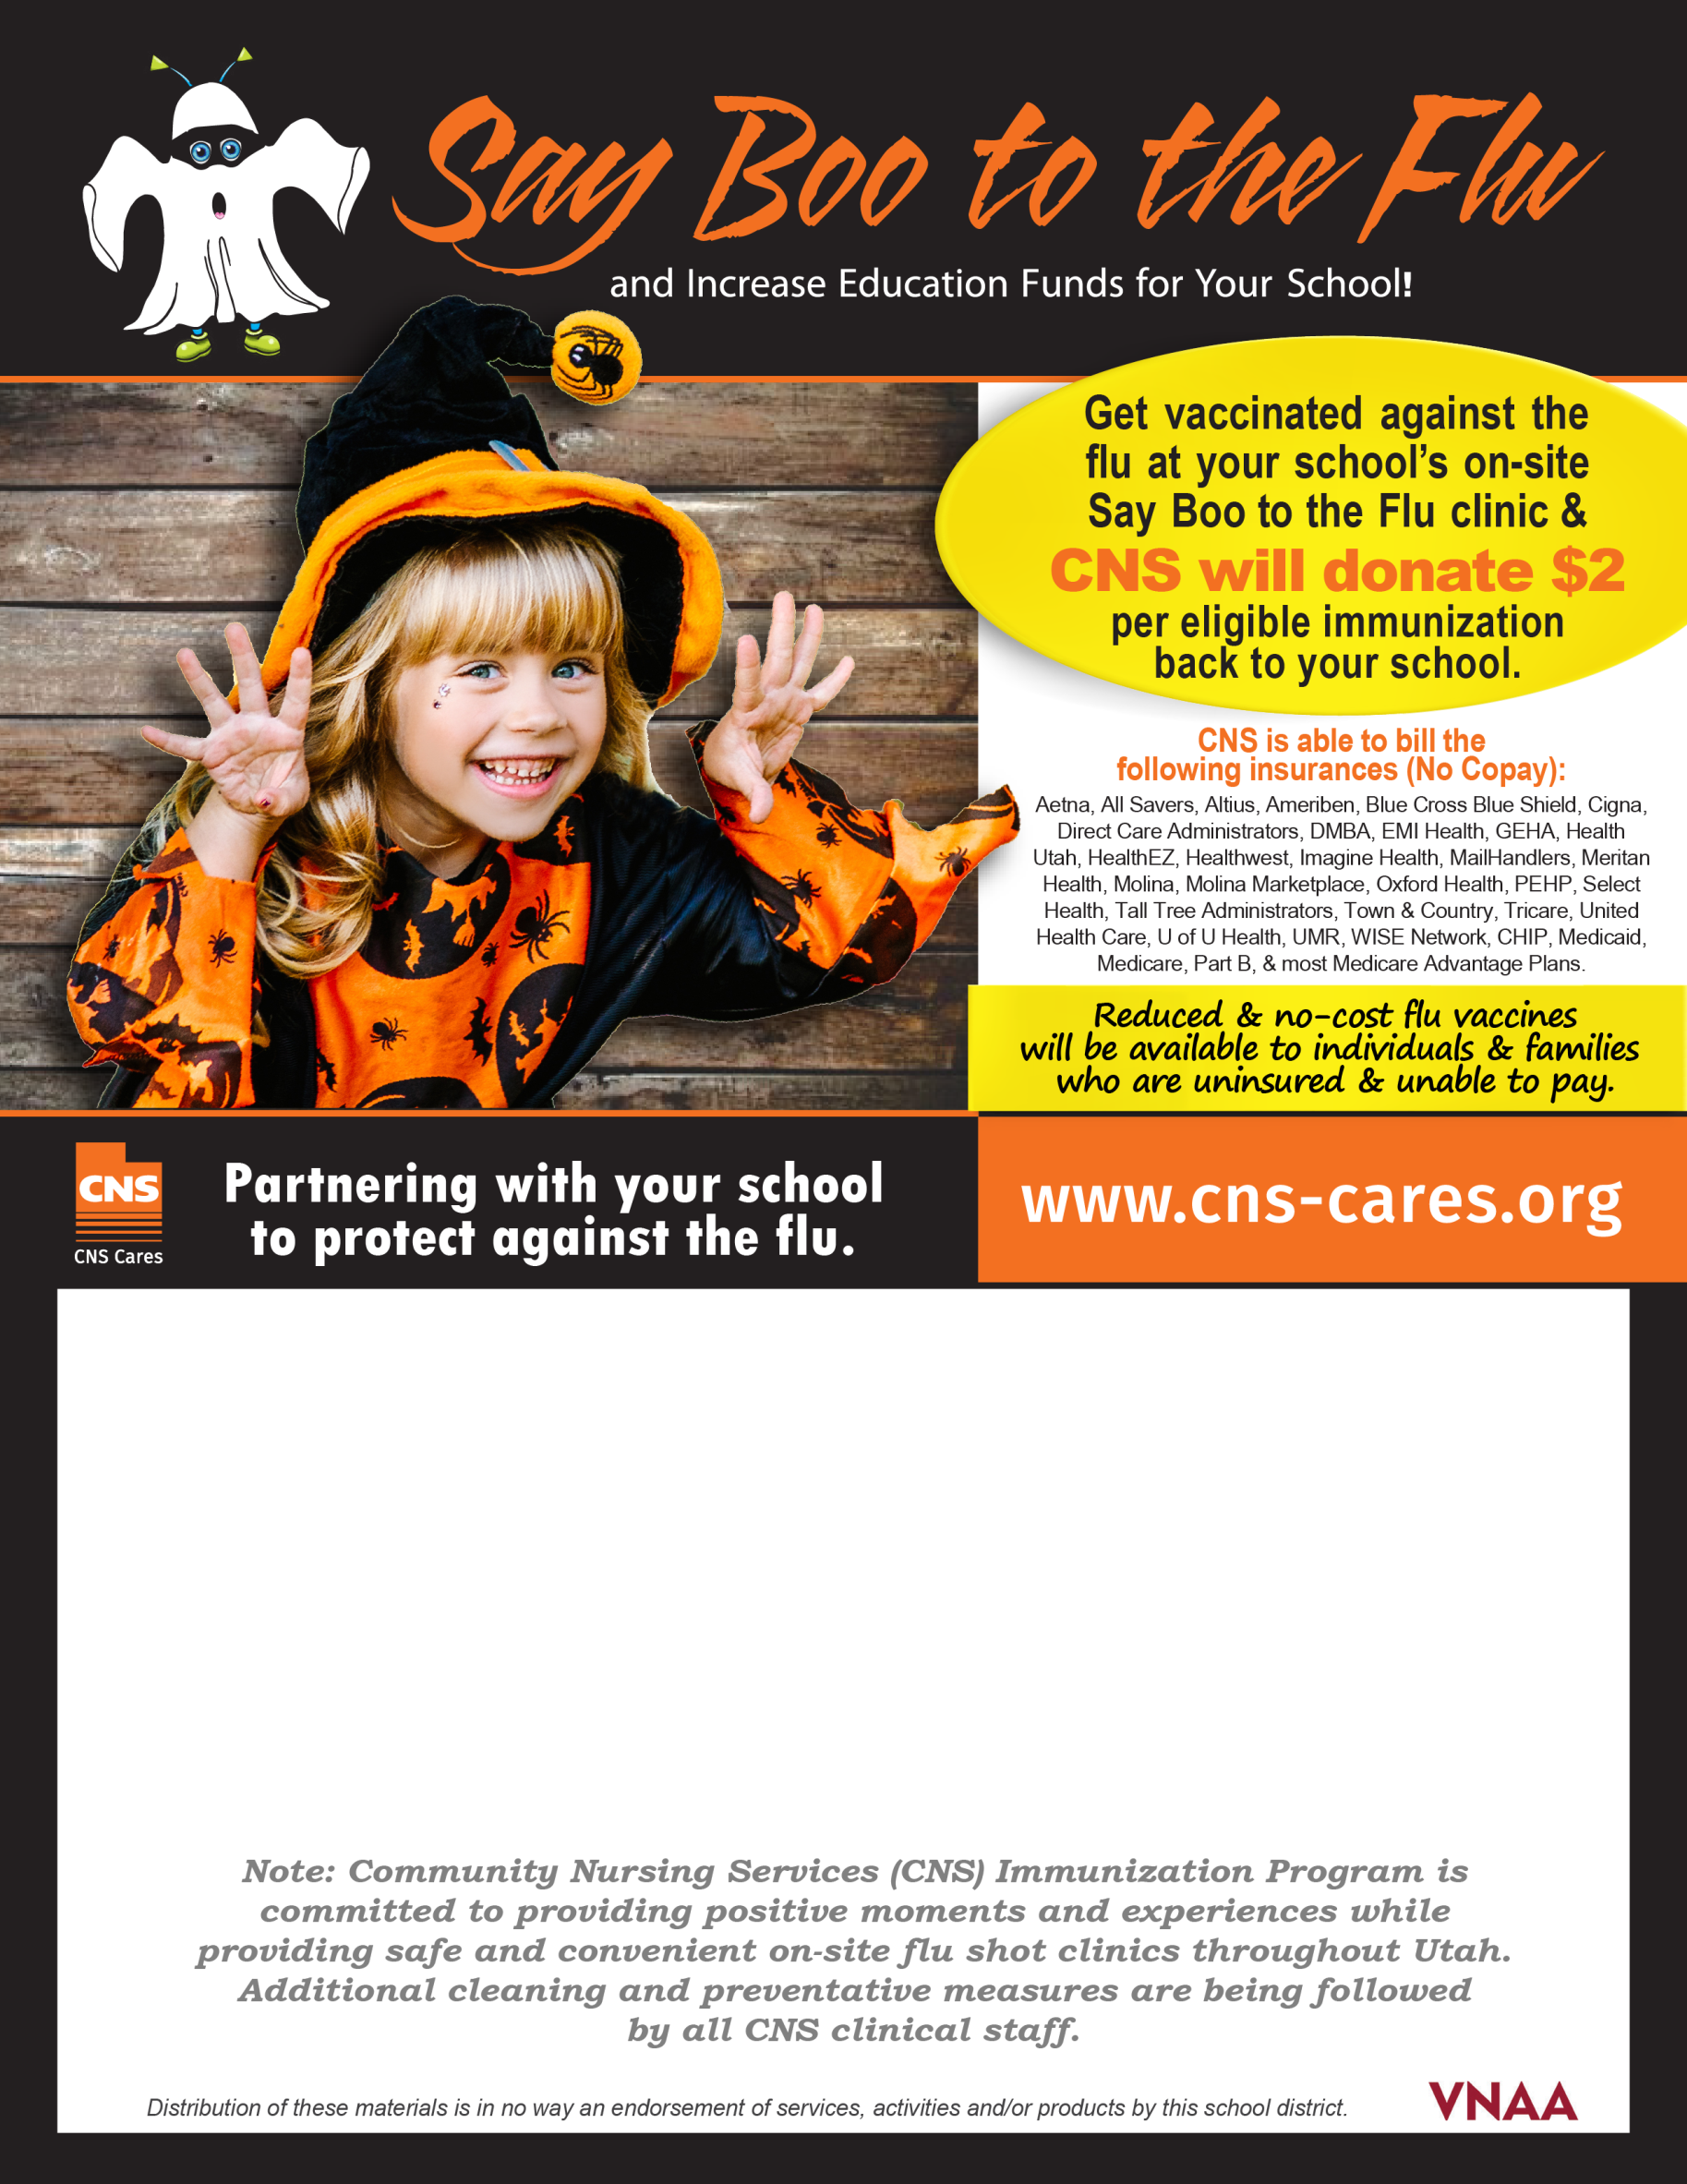 Say Boo to the Flu
and Increase Education Funds for Your School!
Get vaccinated against the
flu at your school's on-site
Say Boo to the Flu clinic &
CNS will donate $2
per eligible immunization
back to your school.
CNS is able to bill the
following insurances (No Copay):
Aetna, All Savers, Altius, Ameriben, Blue Cross Blue Shield, Cigna,
Direct Care Administrators, DMBA, EMI Health, GEHA, Health
Utah, HealthEZ, Healthwest, Imagine Health, MailHandlers, Meritan
Health, Molina, Molina Marketplace, Oxford Health, PEHP, Select
Health, Tall Tree Administrators, Town & Country, Tricare, United
Health Care, U of U Health, UMR, WISE Network, CHIP, Medicaid,
Medicare, Part B, & most Medicare Advantage Plans.
Reduced & no-cost flu vaccines
will be available to individuals & families
who are uninsured & unable to pay.
CNS
CNS Cares
Partnering with your school
to protect against the flu.
www.cns-cares.org
Note: Community Nursing Services (CNS) Immunization Program is
committed to providing positive moments and experiences while
providing safe and convenient on-site flu shot clinics throughout Utah.
Additional cleaning and preventative measures are being followed
by all CNS clinical staff.
Distribution of these materials is in no way an endorsement of services, activities and/or products by this school district.
VNAA